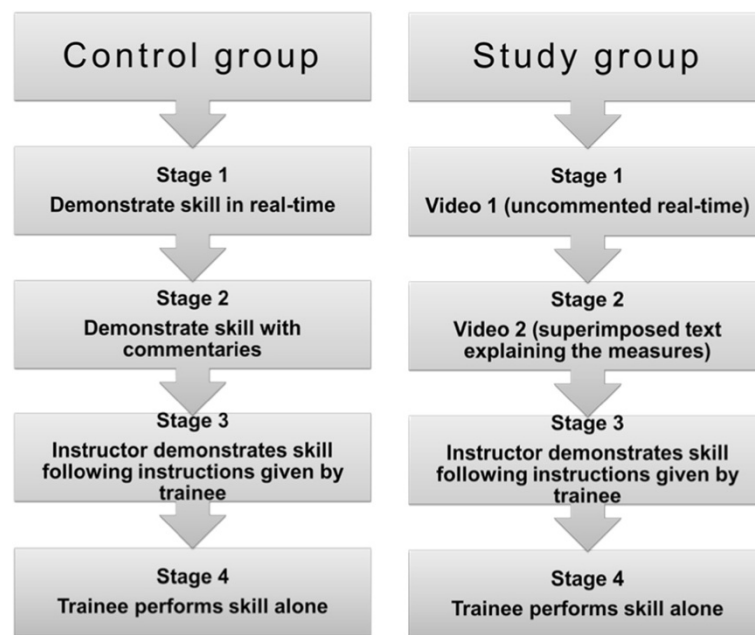 Control group
Stage 1
Demonstrate skill in real-time
Stage 2
Demonstrate skill with
commentaries
Stage 3
Instructor demonstrates skill
following instructions given by
trainee
Stage 4
Trainee performs skill alone
Study group
Stage 1
Video 1 (uncommented real-time)
Stage 2
Video 2 (superimposed text
explaining the measures)
Stage 3
Instructor demonstrates skill
following instructions given by
trainee
Stage 4
Trainee performs skill alone